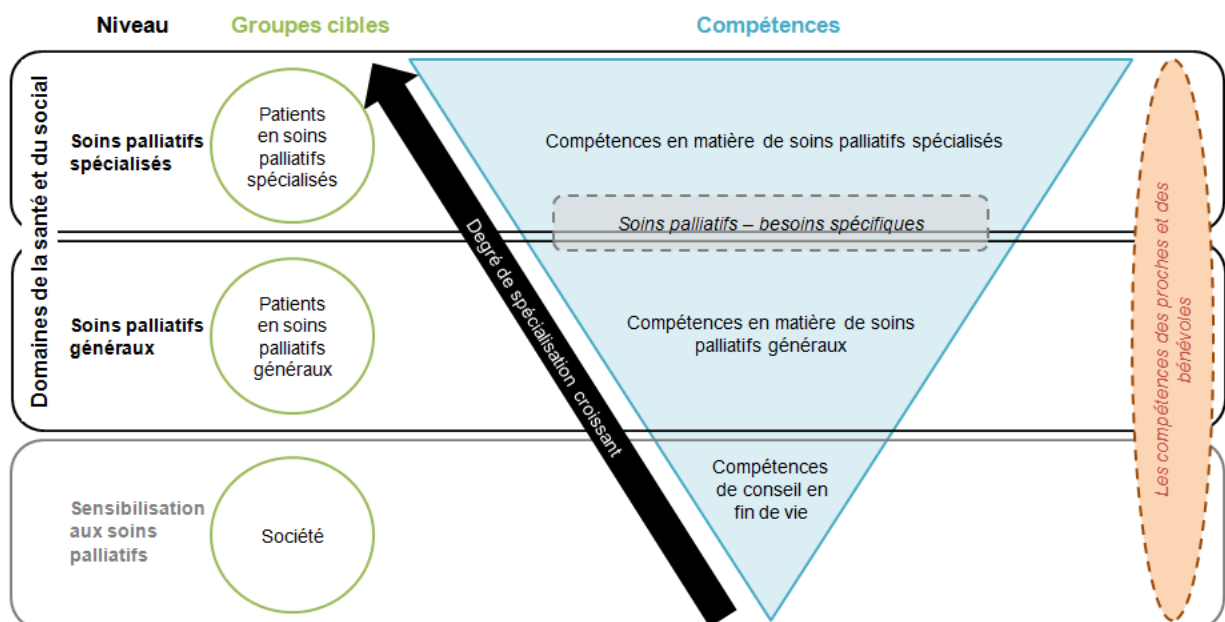 Niveau
Groupes cibles
Compétences
Domaines de la santé et du social
Soins palliatifs
spécialisés
Patients
en soins
palliatifs
spécialisés
Compétences en matière de soins palliatifs spécialisés
Soins palliatifs – besoins spécifiques
Degré de spécialisation croissant
Les compétences des proches et des
bénévoles
Soins palliatifs
généraux
Patients
en soins
palliatifs
généraux
Compétences en matière de soins
palliatifs généraux
Sensibilisation
aux soins
palliatifs
Société
Compétences
de conseil en
fin de vie